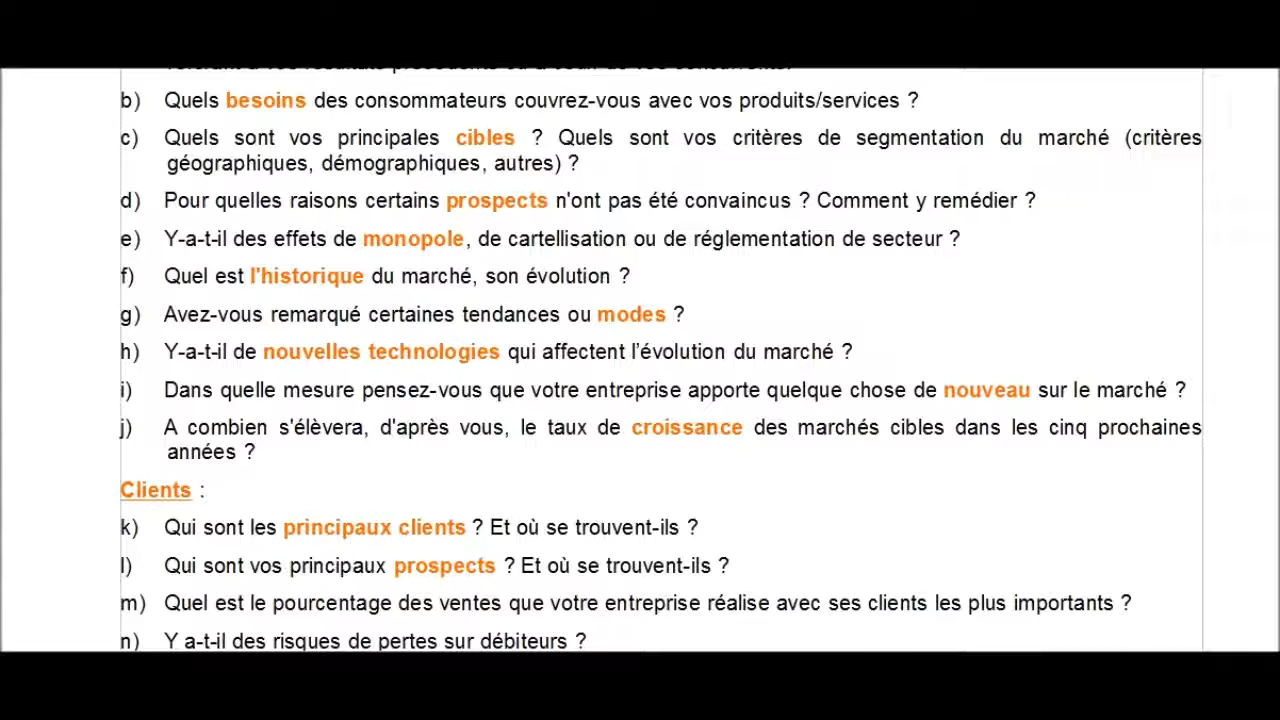 b) Quels besoins des consommateurs couvrez-vous avec vos produits/services ?
c) Quels sont vos principales cibles ? Quels sont vos critères de segmentation du marché (critères
géographiques, démographiques, autres) ?
d) Pour quelles raisons certains prospects n'ont pas été convaincus ? Comment y remédier ?
e) Y-a-t-il des effets de monopole, de cartellisation ou de réglementation de secteur ?
f) Quel est l'historique du marché, son évolution ?
g) Avez-vous remarqué certaines tendances ou modes ?
h) Y-a-t-il de nouvelles technologies qui affectent l’évolution du marché ?
i) Dans quelle mesure pensez-vous que votre entreprise apporte quelque chose de nouveau sur le marché ?
j) A combien s'élèvera, d'après vous, le taux de croissance des marchés cibles dans les cinq prochaines
années ?
Clients :
k) Qui sont les principaux clients ? Et où se trouvent-ils ?
l) Qui sont vos principaux prospects ? Et où se trouvent-ils ?
m) Quel est le pourcentage des ventes que votre entreprise réalise avec ses clients les plus importants ?
n) Y a-t-il des risques de pertes sur débiteurs ?